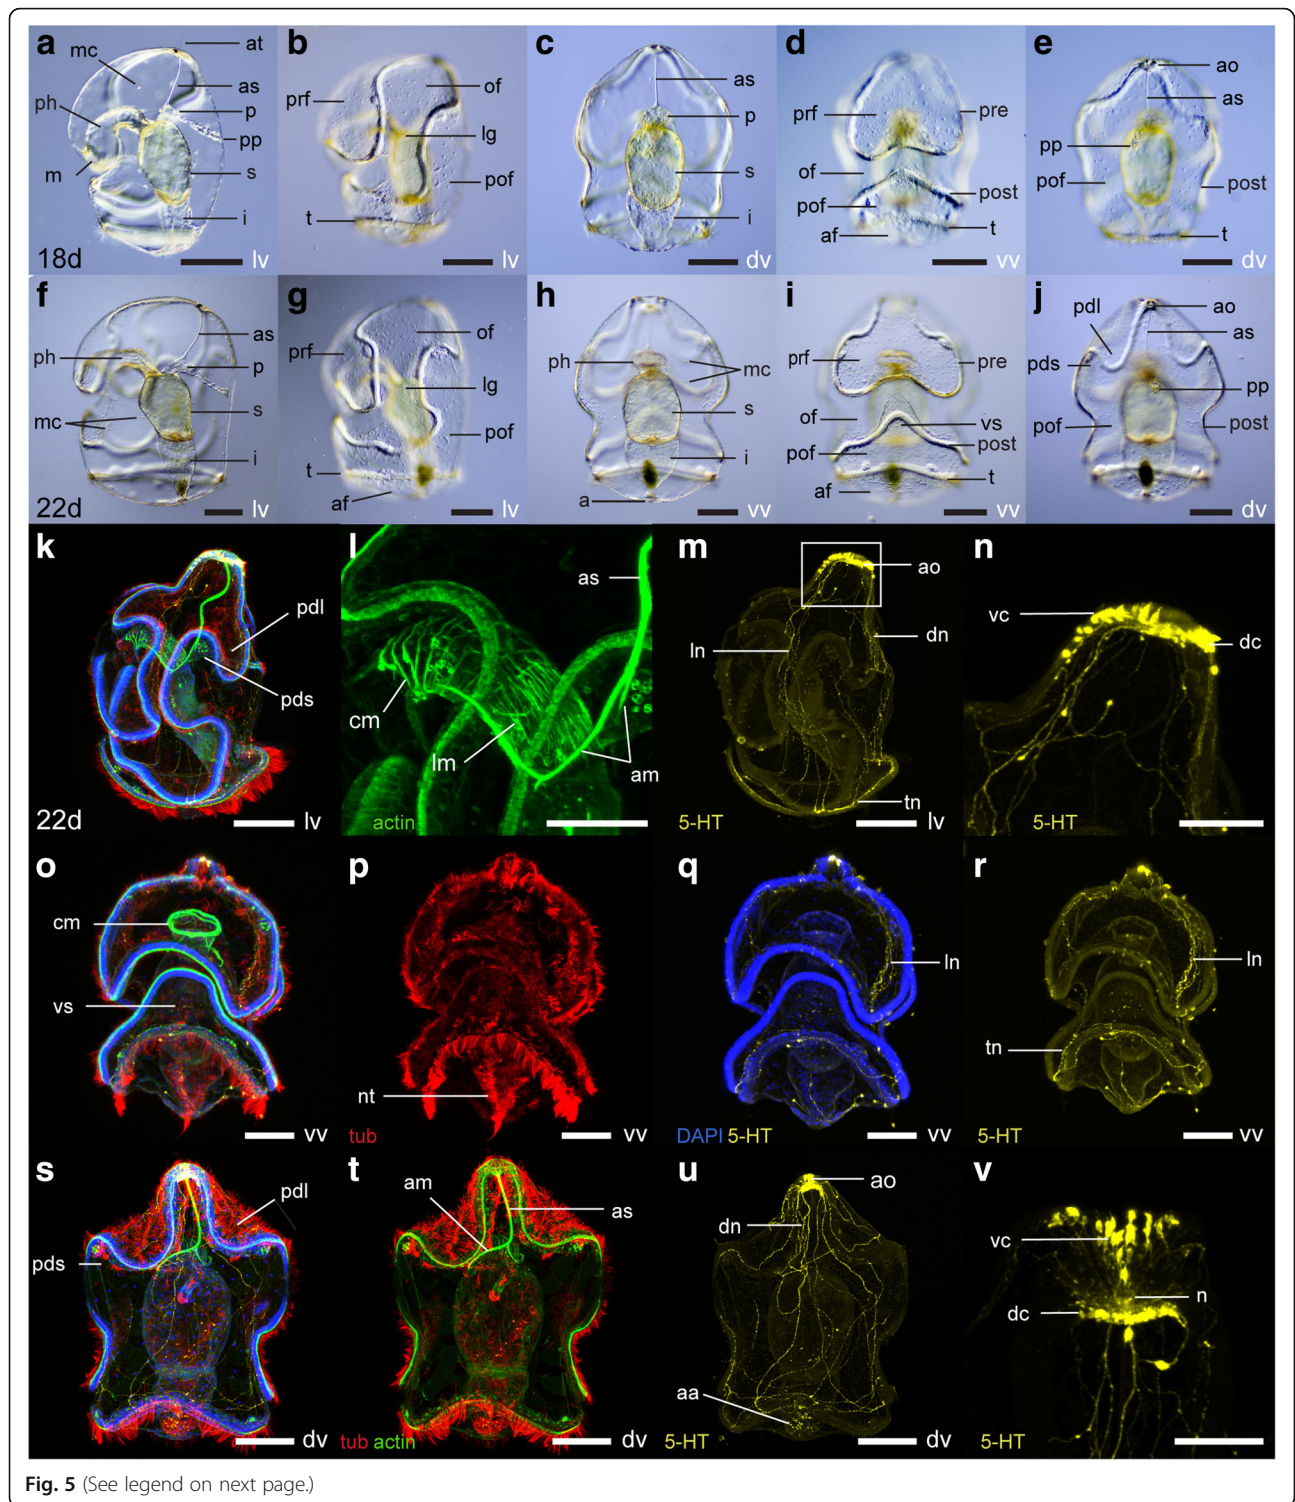 a
mc
at
as
ph
p
pp
m
s
i
18d
lv
b
prf
of
lg
pof
t
lv
c
as
p
s
i
dv
d
prf
pre
of
post
pof
af
t
vv
e
ao
as
pp
pof
post
t
dv
f
as
ph
p
mc
s
i
22d
lv
g
of
prf
lg
pof
t
af
lv
h
ph
mc
s
i
a
vv
i
prf
pre
of
vs
post
pof
t
af
vv
j
pdl
ao
as
pds
pp
pof
post
dv
k
pdl
pds
22d
lv
l
as
cm
lm
am
actin
m
ao
dn
ln
tn
5-HT
lv
n
vc
dc
5-HT
o
cm
vs
vv
p
nt
tub
vv
q
ln
DAPI 5-HT
vv
r
ln
tn
5-HT
vv
s
pdl
pds
dv
t
am
as
tub actin
dv
u
ao
dn
aa
5-HT
dv
v
vc
n
dc
5-HT
Fig. 5 (See legend on next page.)